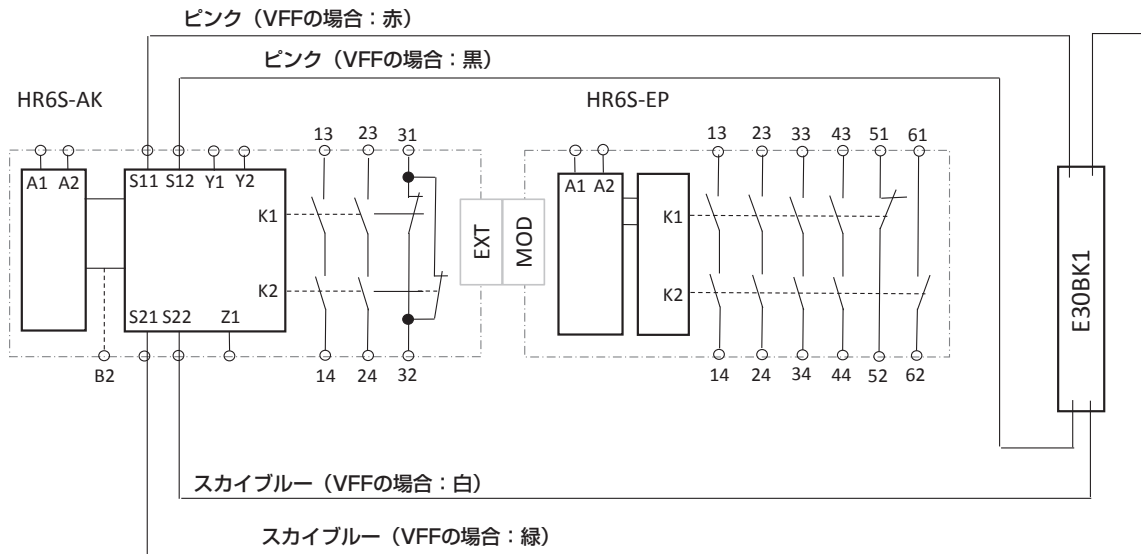 ピンク（VFFの場合：赤）
ピンク（VFFの場合：黒）
HR6S-AK
HR6S-EP
13 23 31
13 23 33 43 51 61
A1 A2 S11 S12 Y1 Y2
A1 A2
K1
K1
EXT
MOD
K2
K2
S21 S22 Z1
E30BK1
B2
14 24 32
14 24 34 44 52 62
スカイブルー（VFFの場合：白）
スカイブルー（VFFの場合：緑）